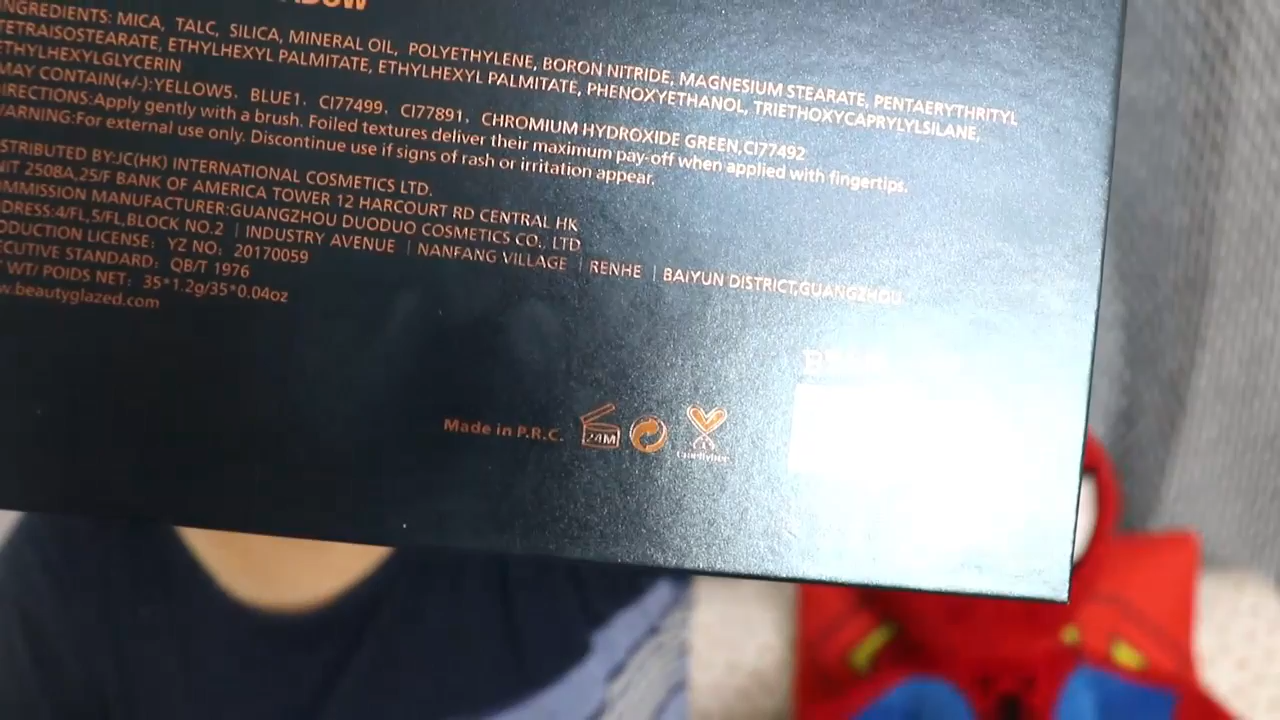 INGREDIENTS: MICA, TALC, SILICA, MINERAL OIL, POLYETHYLENE, BORON NITRIDE, MAGNESIUM STEARATE, PENTAERYTHRITYL
TETRAISOSTEARATE, ETHYLHEXYL PALMITATE, ETHYLHEXYL PALMITATE, PHENOXYETHANOL, TRIETHOXYCAPRYLYLSILANE,
ETHYLHEXYLGLYCERIN
MAY CONTAIN(+/-):YELLOW5, BLUE1, CI77499, CI77891, CHROMIUM HYDROXIDE GREEN,CI77492
DIRECTIONS:Apply gently with a brush. Foiled textures deliver their maximum pay-off when applied with fingertips.
WARNING:For external use only. Discontinue use if signs of rash or irritation appear.
STRIBUTED BY:JC(HK) INTERNATIONAL COSMETICS LTD.
NIT 2508A,25/F BANK OF AMERICA TOWER 12 HARCOURT RD CENTRAL HK
OMMISSION MANUFACTURER:GUANGZHOU DUODUO COSMETICS CO., LTD
DRESS:4/FL,5/FL,BLOCK NO.2 | INDUSTRY AVENUE | NANFANG VILLAGE | RENHE | BAIYUN DISTRICT,GUANGZHOU
ODUCTION LICENSE: YZ NO: 20170059
ECUTIVE STANDARD: QB/T 1976
WT/ POIDS NET: 35*1.2g/35*0.04oz
w.beautyglazed.com
Made in P.R.C. 24M